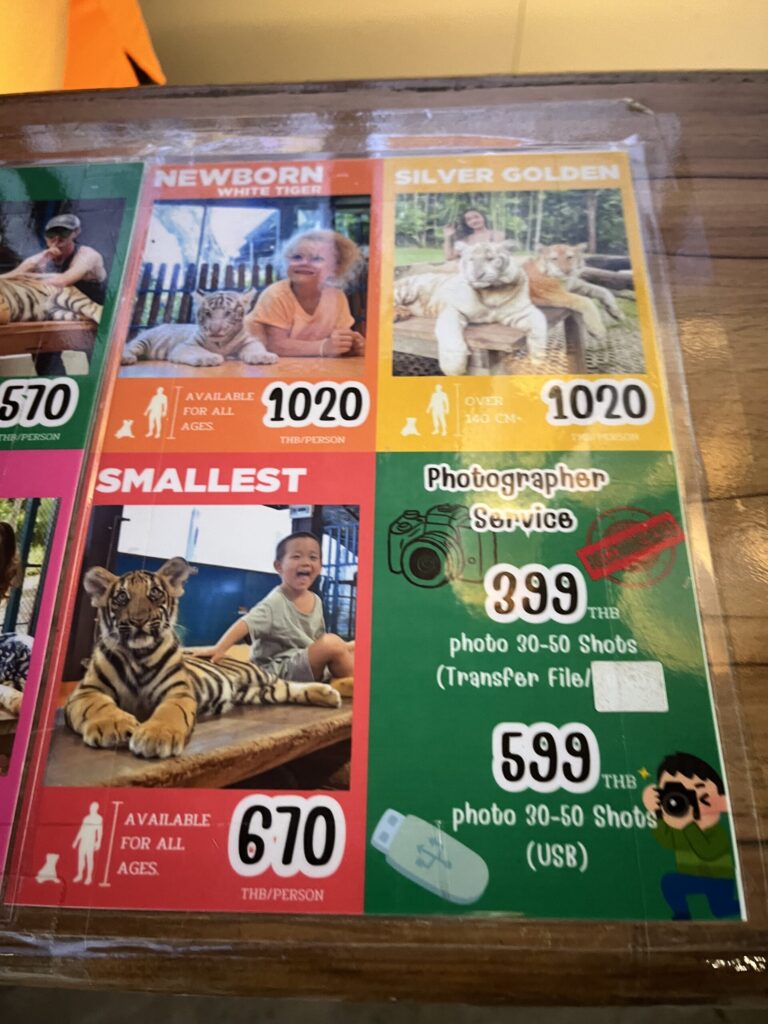 570
THB/PERSON
NEWBORN
WHITE TIGER
AVAILABLE
FOR ALL
AGES.
1020
THB/PERSON
SILVER GOLDEN
OVER
140 CM
1020
THB/PERSON
SMALLEST
AVAILABLE
FOR ALL
AGES.
670
THB/PERSON
Photographer
Service
399 THB
photo 30-50 Shots
(Transfer File/
599 THB
photo 30-50 Shots
(USB)